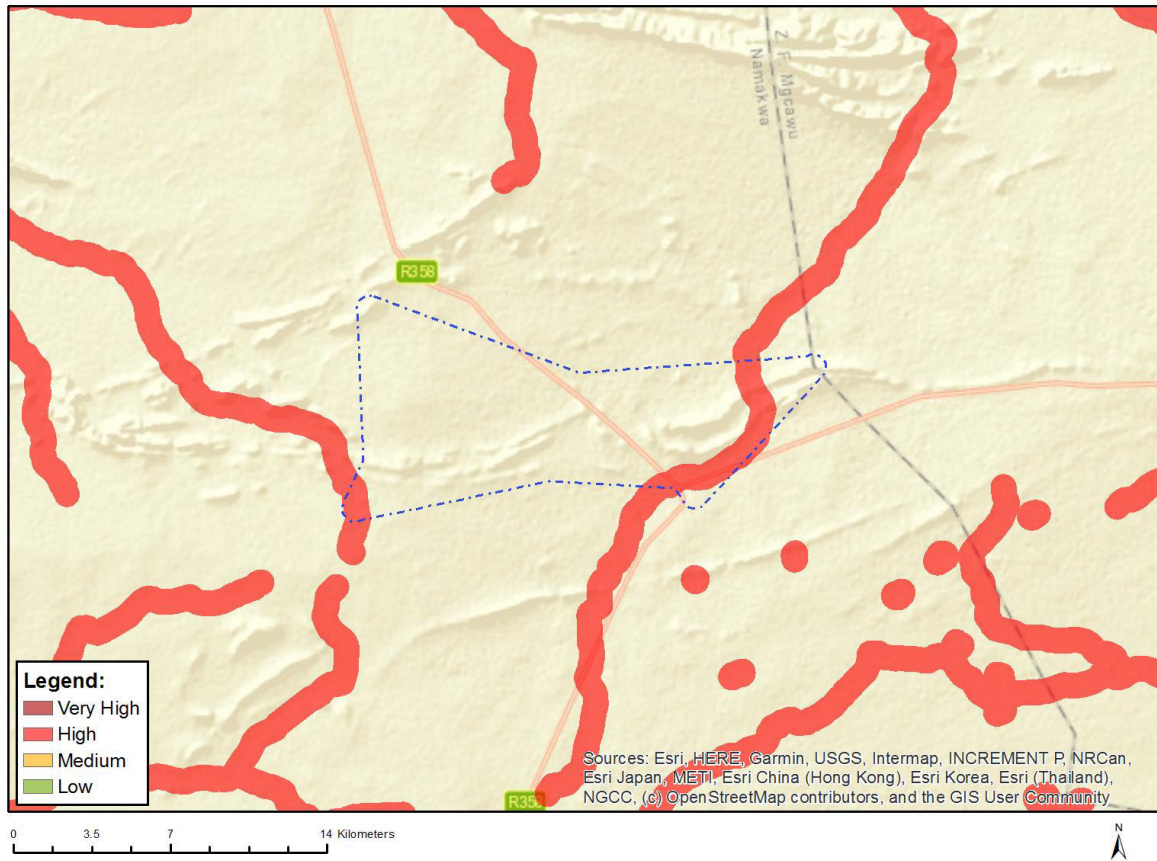 Z F Mgcawu
Namakwa
R358
Legend:
Very High
High
Medium
Low
Sources: Esri, HERE, Garmin, USGS, Intermap, INCREMENT P, NRCan,
Esri Japan, METI, Esri China (Hong Kong), Esri Korea, Esri (Thailand),
NGCC, (c) OpenStreetMap contributors, and the GIS User Community
0 3.5 7 14 Kilometers
N